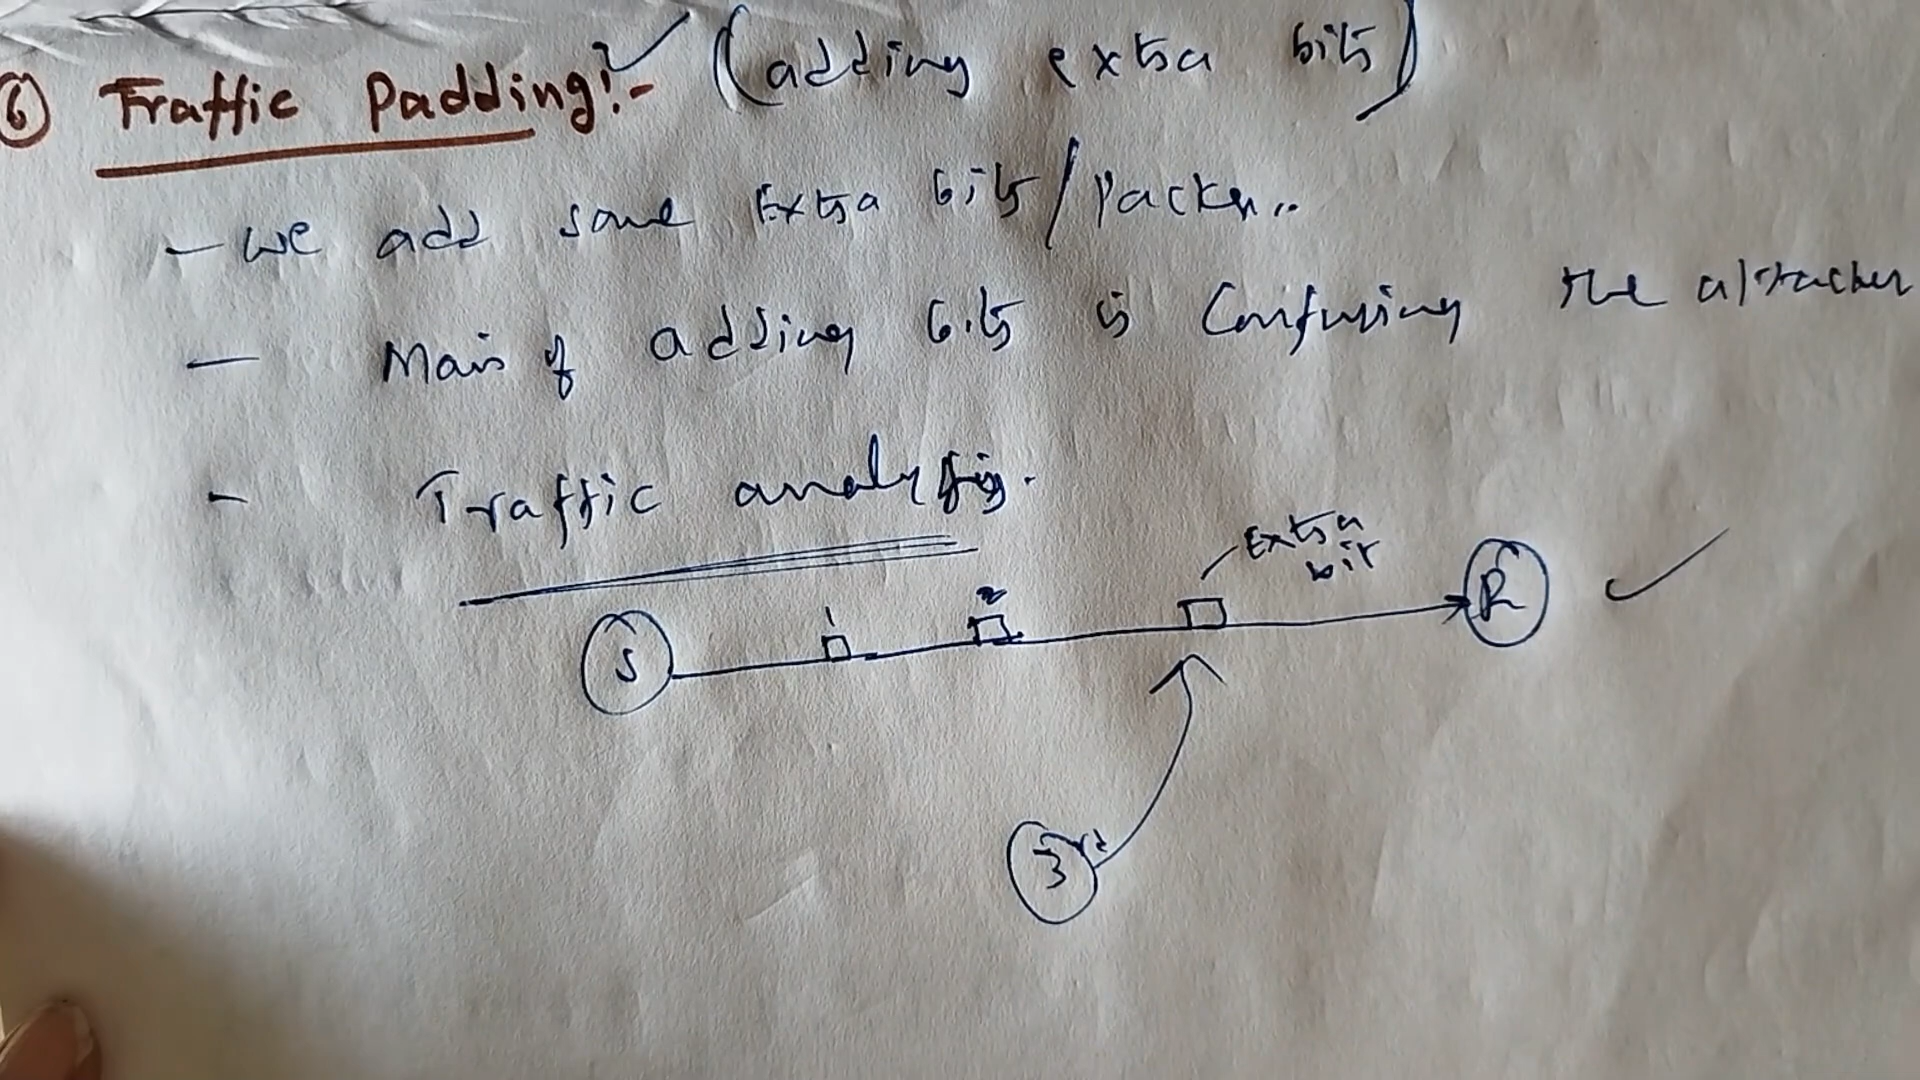 6 Traffic Padding:- (adding extra bits)
- We add some Extra bits/Packer..
- Main of adding bits is Confusing the attacker
- Traffic analysis.
Extra
bit
S 1 2 R
3rd